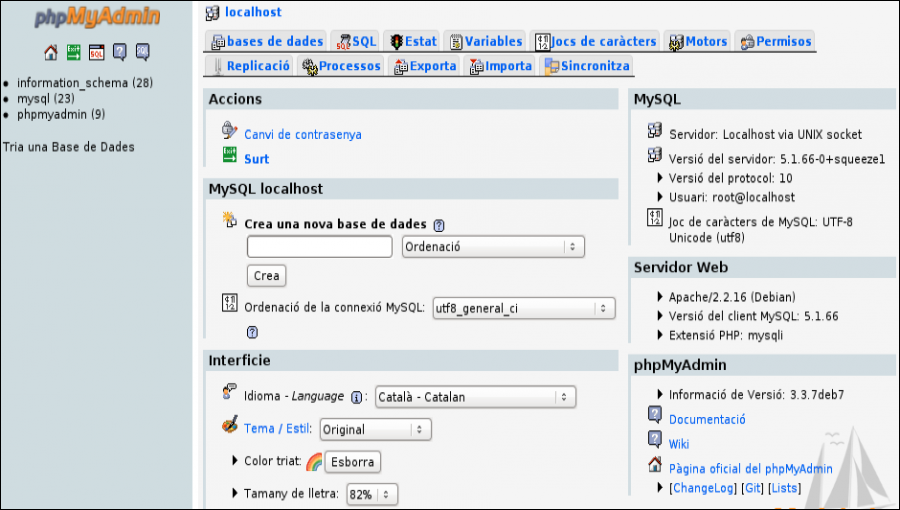 phpMyAdmin
SQL
SQL
information_schema (28)
mysql (23)
phpmyadmin (9)
Tria una Base de Dades
localhost
bases de dades SQL Estat Variables Jocs de caràcters Motors Permisos
Replicació Processos Exporta Importa Sincronitza
Accions
Canvi de contrasenya
Surt
MySQL localhost
Crea una nova base de dades
Ordenació
Crea
Ordenació de la connexió MySQL: utf8_general_ci
Interfície
Idioma - Language : Català - Catalan
Tema / Estil: Original
Color triat: Esborra
Tamany de lletra: 82%
MySQL
Servidor: Localhost via UNIX socket
Versió del servidor: 5.1.66-0+squeeze1
Versió del protocol: 10
Usuari: root@localhost
Joc de caràcters de MySQL: UTF-8
Unicode (utf8)
Servidor Web
Apache/2.2.16 (Debian)
Versió del client MySQL: 5.1.66
Extensió PHP: mysqli
phpMyAdmin
Informació de Versió: 3.3.7deb7
Documentació
Wiki
Pàgina oficial del phpMyAdmin
[ChangeLog] [Git] [Lists]